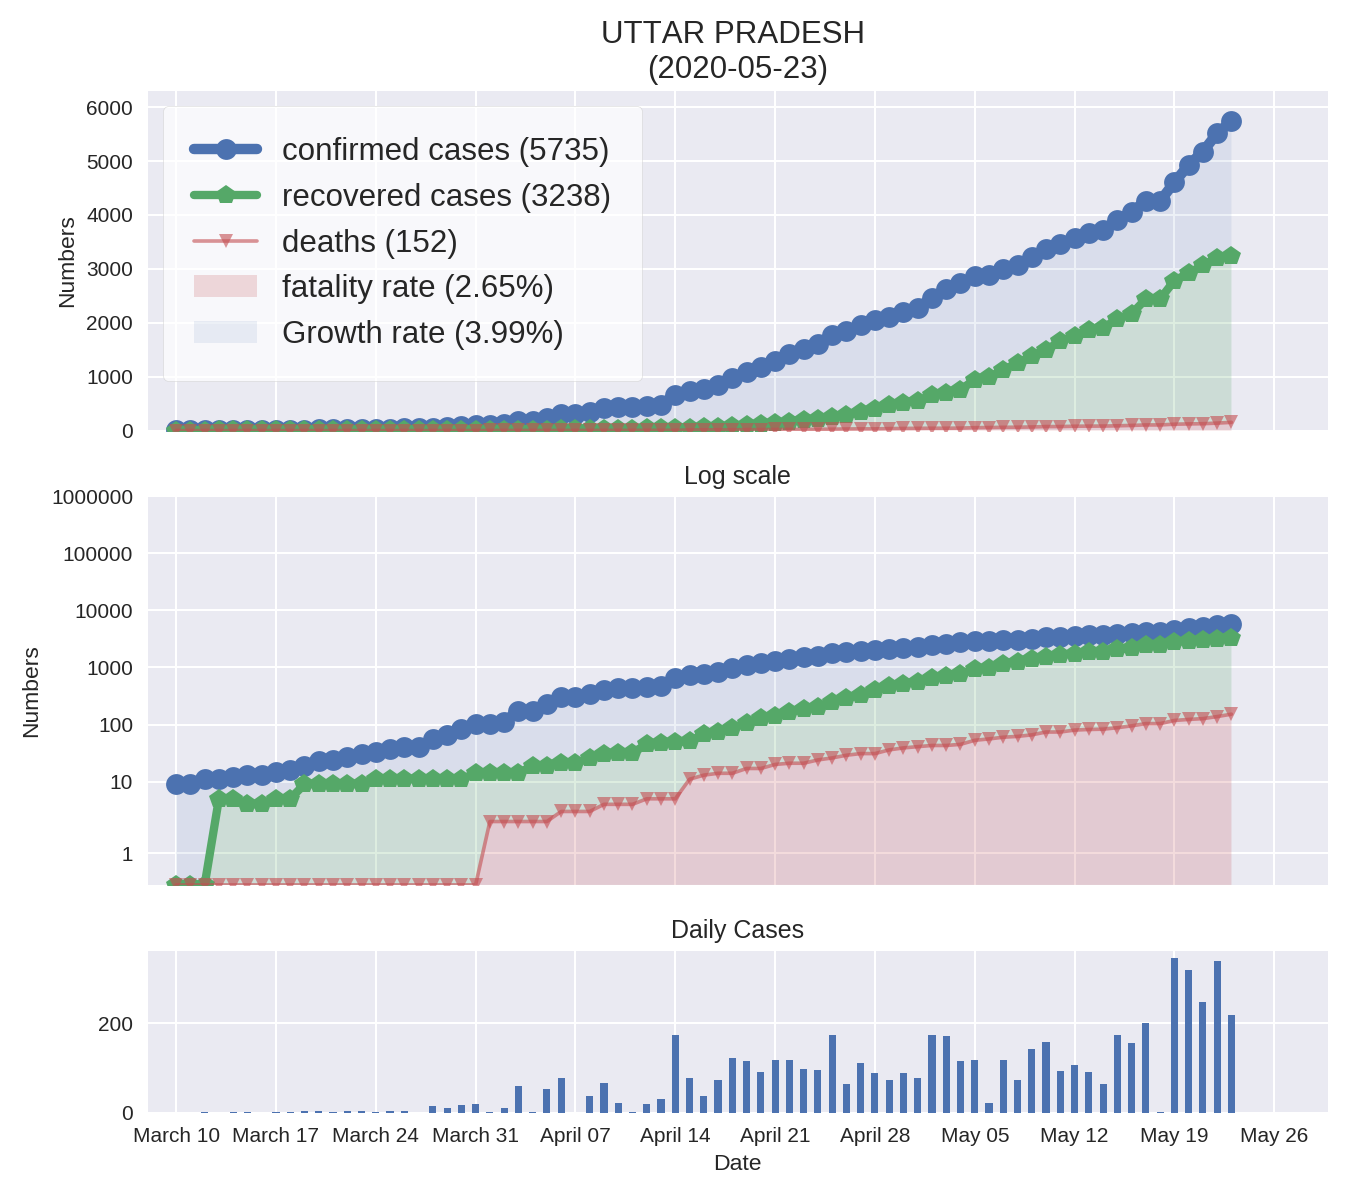 UTTAR PRADESH
(2020-05-23)
6000
5000
4000
3000
2000
1000
0
Numbers
confirmed cases (5735)
recovered cases (3238)
deaths (152)
fatality rate (2.65%)
Growth rate (3.99%)
Log scale
1000000
100000
10000
1000
100
10
1
Numbers
Daily Cases
200
0
March 10 March 17 March 24 March 31 April 07 April 14 April 21 April 28 May 05 May 12 May 19 May 26
Date